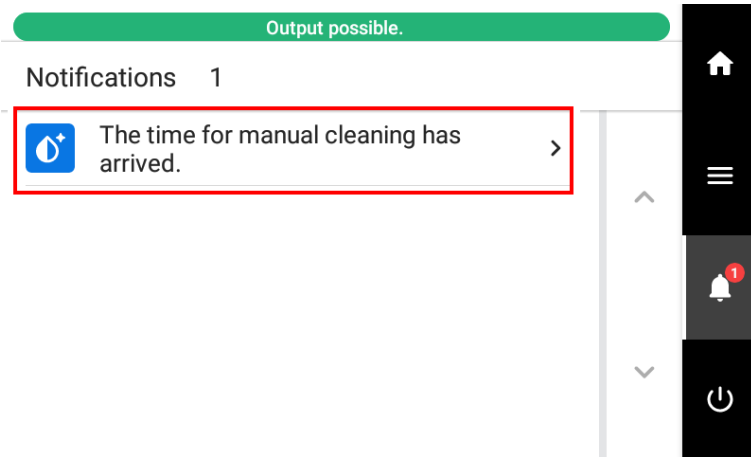 Output possible.
Notifications 1
The time for manual cleaning has
arrived.
1